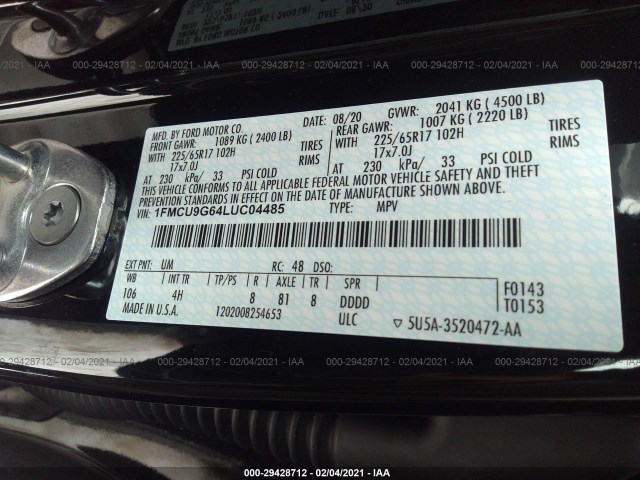 000-29428712 - 02/04/2021 - IAA
MFD. BY FORD MOTOR CO.
DATE: 08/20 GVWR: 2041 KG ( 4500 LB)
FRONT GAWR: 1089 KG ( 2400 LB)
REAR GAWR: 1007 KG ( 2220 LB)
WITH 225/65R17 102H TIRES
WITH 225/65R17 102H TIRES
17x7.0J RIMS
17x7.0J RIMS
AT 230 kPa/ 33 PSI COLD
AT 230 kPa/ 33 PSI COLD
THIS VEHICLE CONFORMS TO ALL APPLICABLE FEDERAL MOTOR VEHICLE SAFETY AND THEFT
PREVENTION STANDARDS IN EFFECT ON THE DATE OF MANUFACTURE SHOWN ABOVE.
VIN: 1FMCU9G64LUC04485 TYPE: MPV
EXT PNT: UM RC: 48 DSO:
WB INT TR TP/PS R A TR SPR
F0143
106 4H 8 81 8 DDDD
T0153
MADE IN U.S.A. 1202008254653 ULC
5U5A-3520472-AA
000-29428712 - 02/04/2021 - IAA